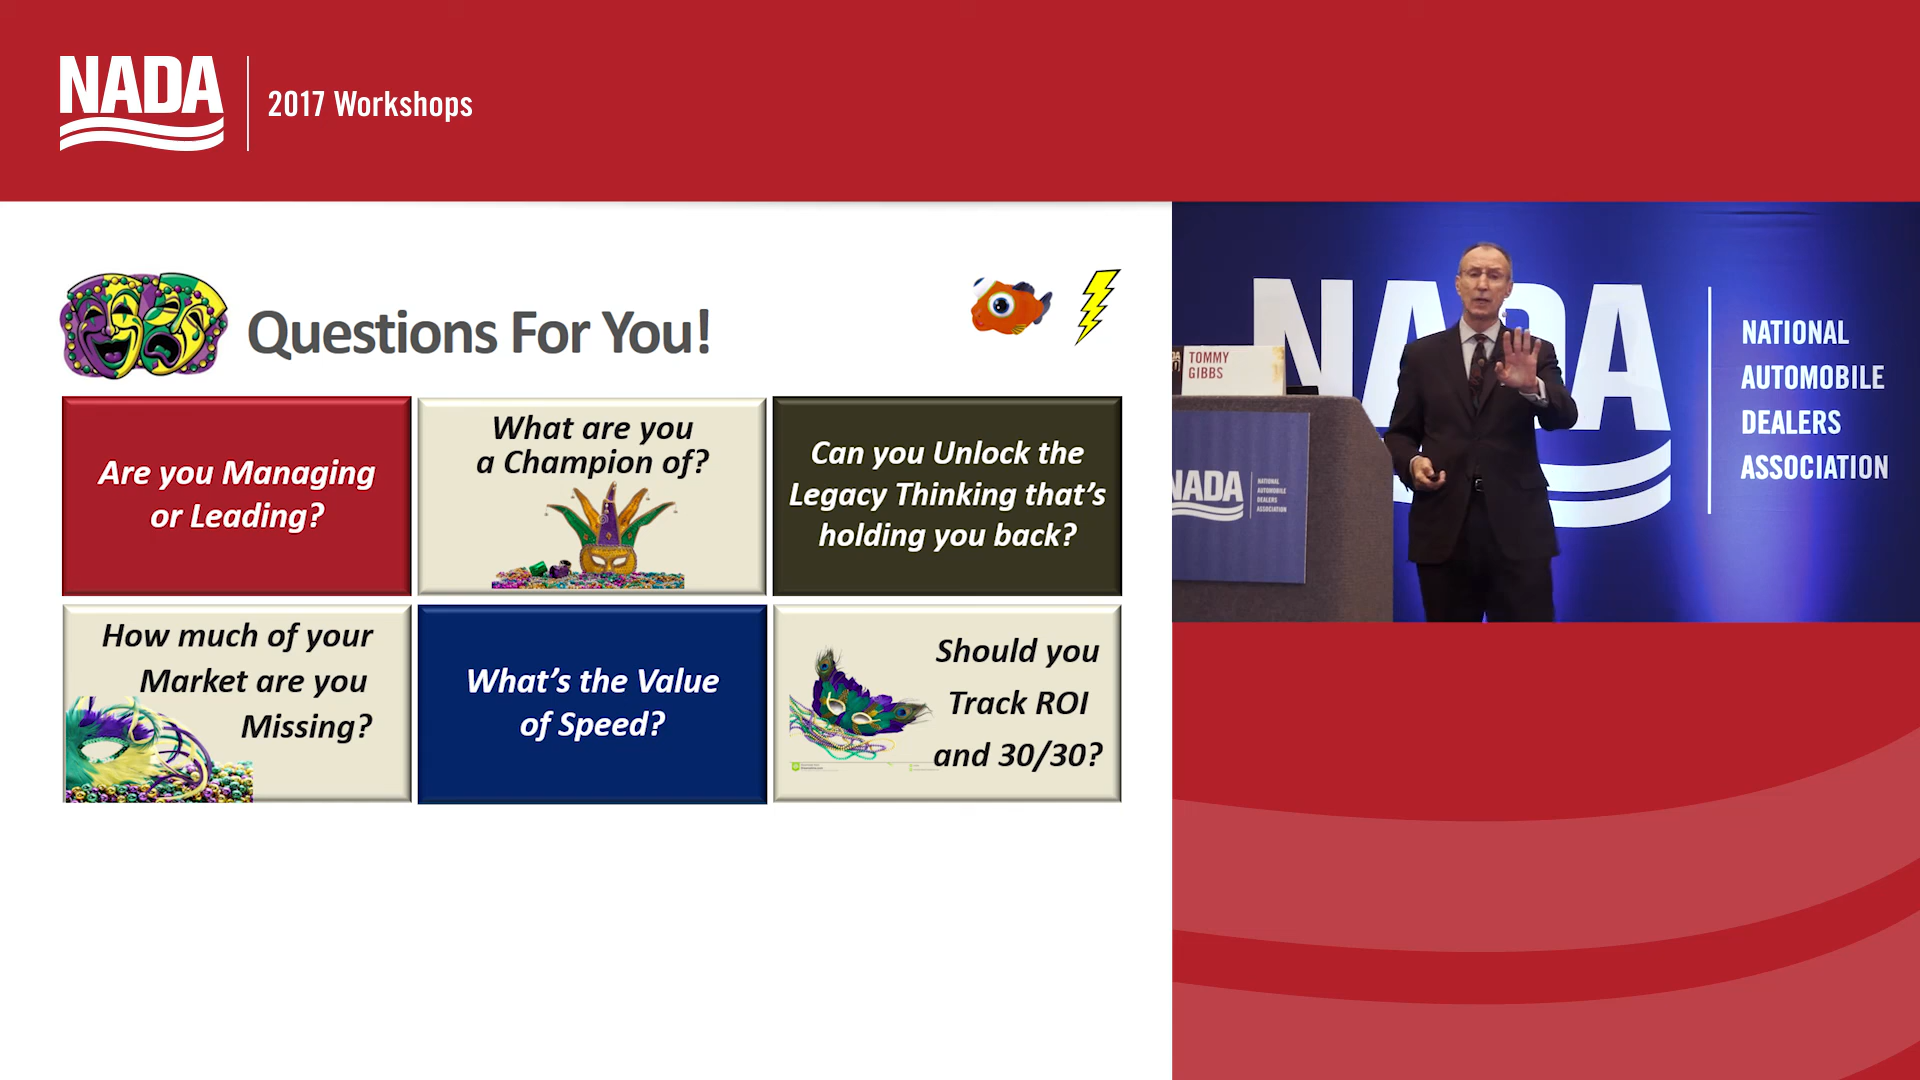 NADA
2017 Workshops
Questions For You!
Are you Managing
or Leading?
What are you
a Champion of?
Can you Unlock the
Legacy Thinking that's
holding you back?
How much of your
Market are you
Missing?
What's the Value
of Speed?
Should you
Track ROI
and 30/30?
TOMMY
GIBBS
NADA
NATIONAL
AUTOMOBILE
DEALERS
ASSOCIATION
NADA
NATIONAL
AUTOMOBILE
DEALERS
ASSOCIATION